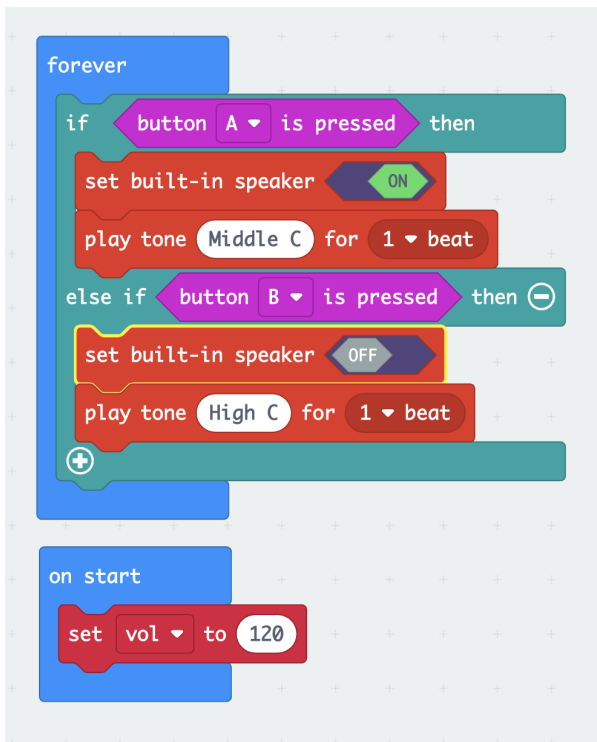 forever
if button A is pressed then
set built-in speaker ON
play tone Middle C for 1 beat
else if button B is pressed then
set built-in speaker OFF
play tone High C for 1 beat
on start
set vol to 120